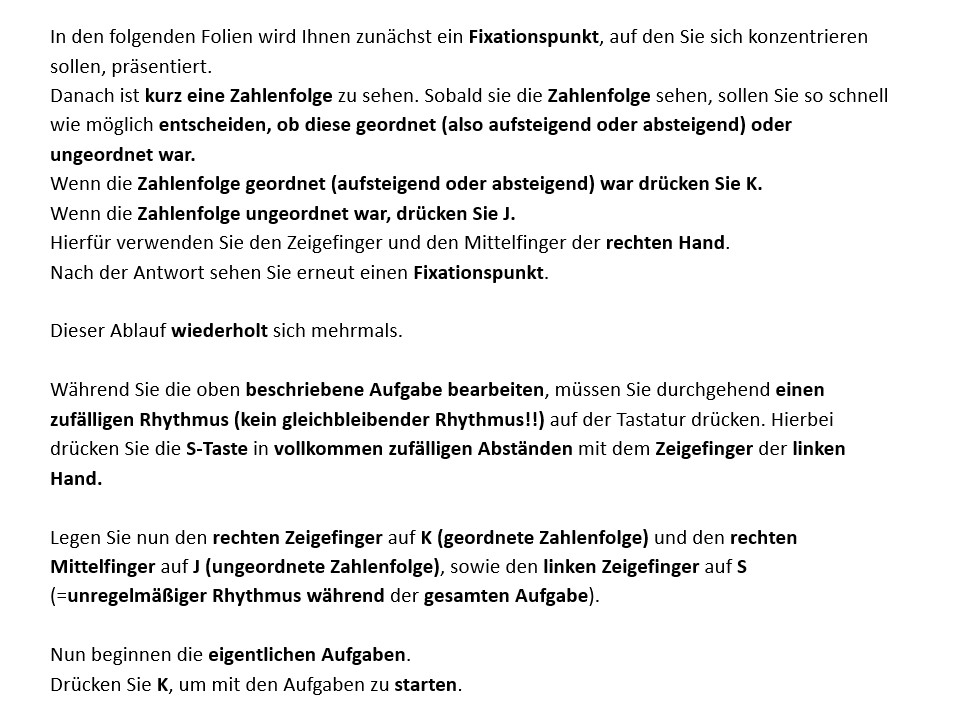 In den folgenden Folien wird Ihnen zunächst ein Fixationspunkt, auf den Sie sich konzentrieren
sollen, präsentiert.
Danach ist kurz eine Zahlenfolge zu sehen. Sobald sie die Zahlenfolge sehen, sollen Sie so schnell
wie möglich entscheiden, ob diese geordnet (also aufsteigend oder absteigend) oder
ungeordnet war.
Wenn die Zahlenfolge geordnet (aufsteigend oder absteigend) war drücken Sie K.
Wenn die Zahlenfolge ungeordnet war, drücken Sie J.
Hierfür verwenden Sie den Zeigefinger und den Mittelfinger der rechten Hand.
Nach der Antwort sehen Sie erneut einen Fixationspunkt.
Dieser Ablauf wiederholt sich mehrmals.
Während Sie die oben beschriebene Aufgabe bearbeiten, müssen Sie durchgehend einen
zufälligen Rhythmus (kein gleichbleibender Rhythmus!!) auf der Tastatur drücken. Hierbei
drücken Sie die S-Taste in vollkommen zufälligen Abständen mit dem Zeigefinger der linken
Hand.
Legen Sie nun den rechten Zeigefinger auf K (geordnete Zahlenfolge) und den rechten
Mittelfinger auf J (ungeordnete Zahlenfolge), sowie den linken Zeigefinger auf S
(=unregelmäßiger Rhythmus während der gesamten Aufgabe).
Nun beginnen die eigentlichen Aufgaben.
Drücken Sie K, um mit den Aufgaben zu starten.